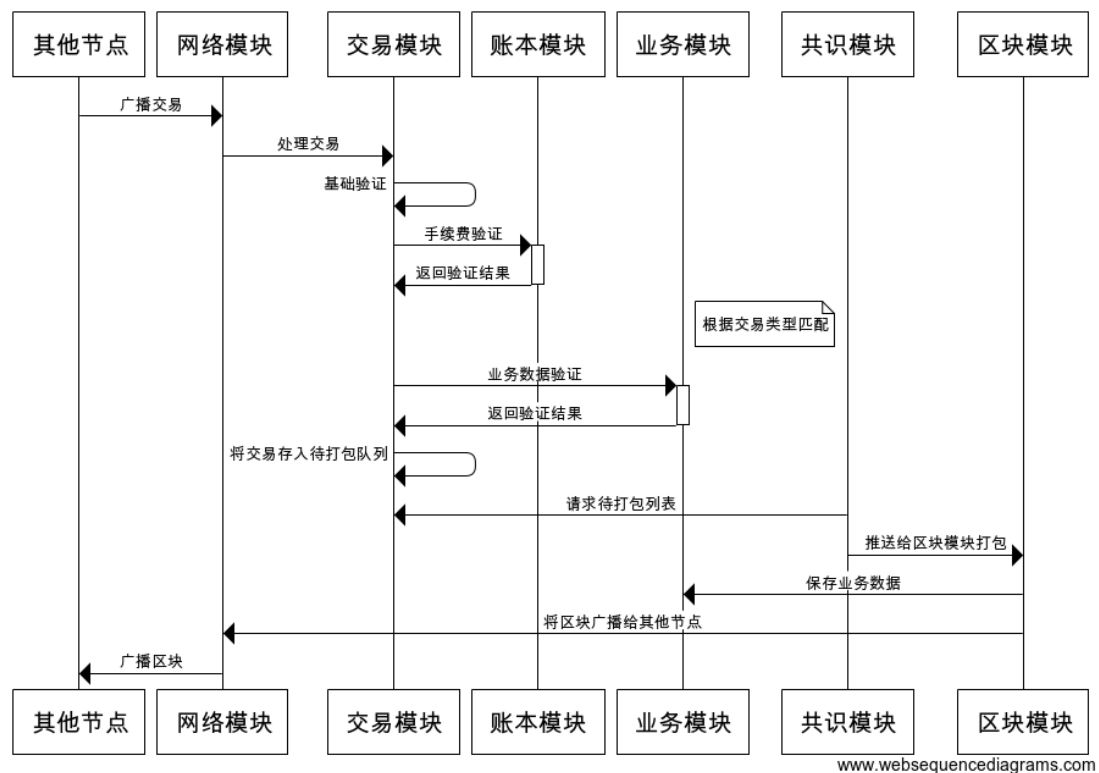 其他节点
网络模块
交易模块
账本模块
业务模块
共识模块
区块模块
广播交易
处理交易
基础验证
手续费验证
返回验证结果
根据交易类型匹配
业务数据验证
返回验证结果
将交易存入待打包队列
请求待打包列表
推送给区块模块打包
保存业务数据
将区块广播给其他节点
广播区块
其他节点
网络模块
交易模块
账本模块
业务模块
共识模块
区块模块
www.websequencediagrams.com